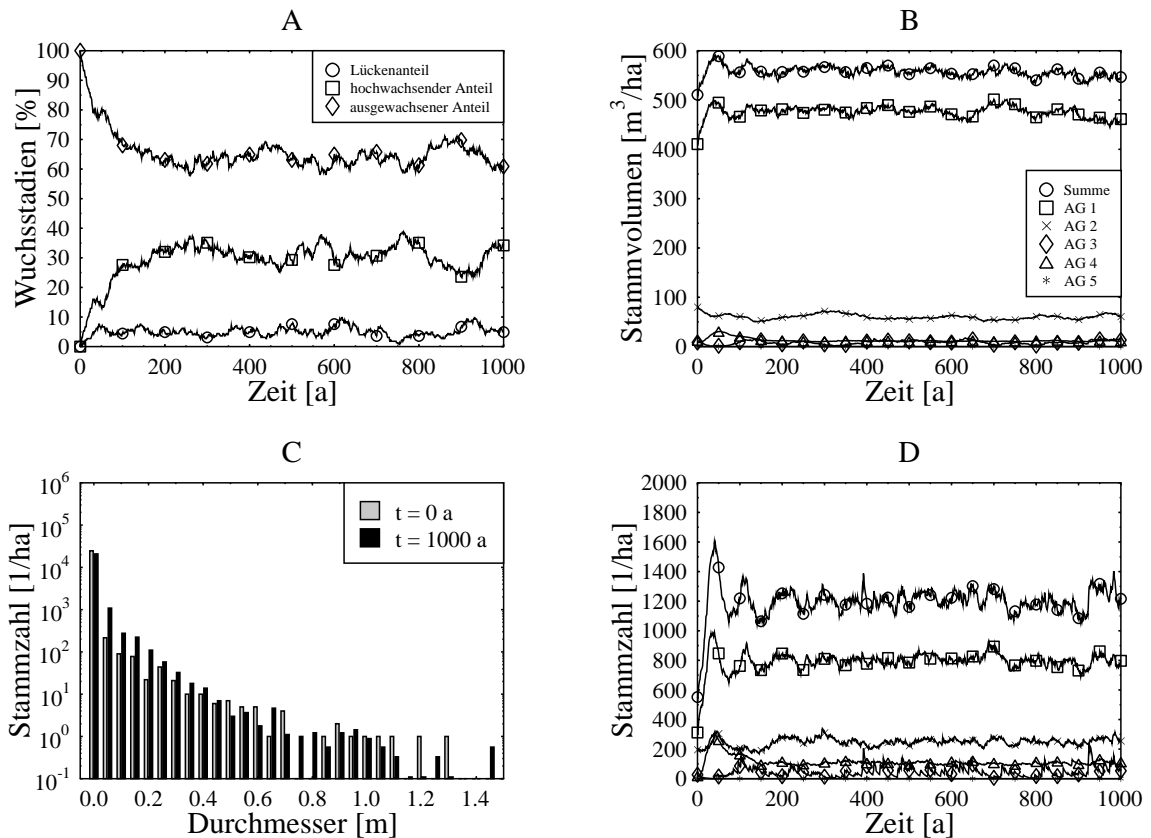 A
Wuchsstadien [%]
100
90
80
70
60
50
40
30
20
10
0
Lückenanteil
hochwachsender Anteil
ausgewachsener Anteil
0 200 400 600 800 1000
Zeit [a]
B
Stammvolumen [m³/ha]
600
500
400
300
200
100
0
Summe
AG 1
AG 2
AG 3
AG 4
AG 5
0 200 400 600 800 1000
Zeit [a]
C
Stammzahl [1/ha]
10⁶
10⁵
10⁴
10³
10²
10¹
10⁰
10⁻¹
t = 0 a
t = 1000 a
0.0 0.2 0.4 0.6 0.8 1.0 1.2 1.4
Durchmesser [m]
D
Stammzahl [1/ha]
2000
1800
1600
1400
1200
1000
800
600
400
200
0
0 200 400 600 800 1000
Zeit [a]